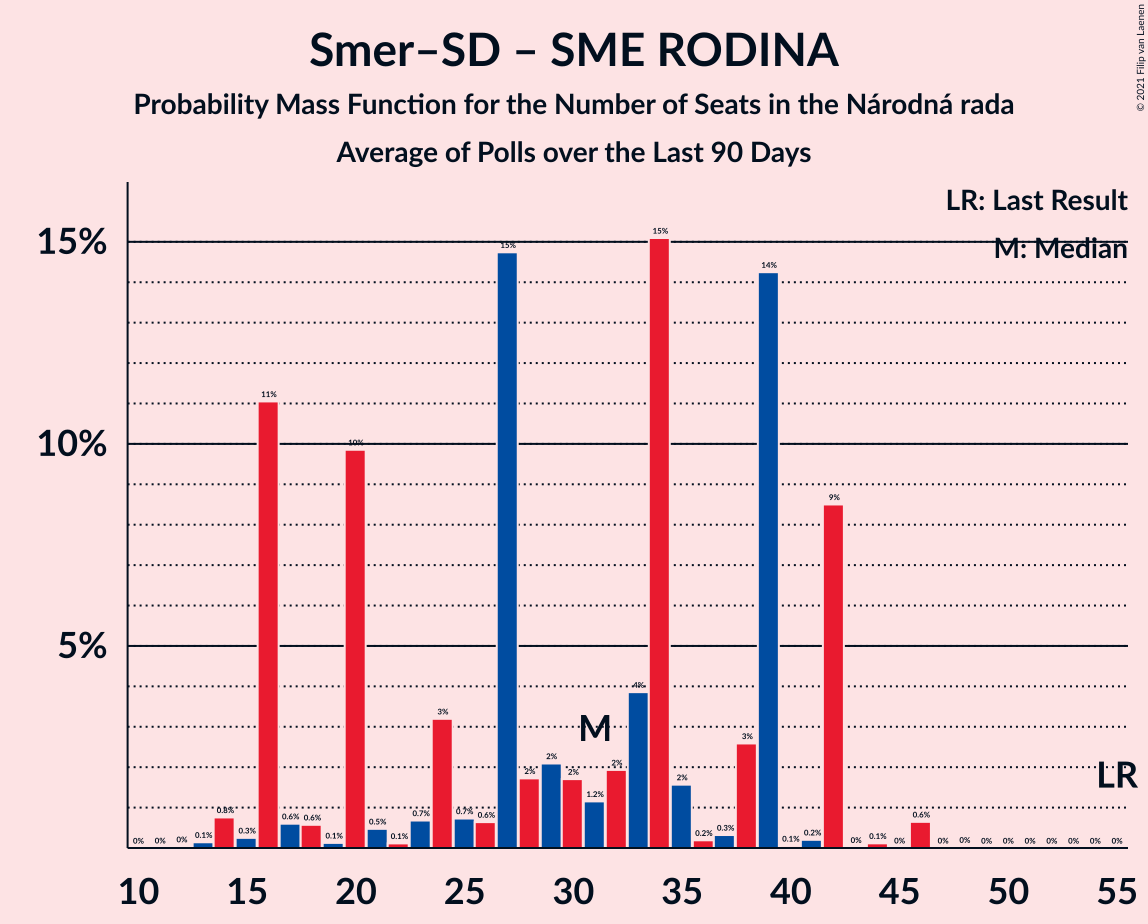 Smer–SD – SME RODINA
Probability Mass Function for the Number of Seats in the Národná rada
Average of Polls over the Last 90 Days
© 2021 Filip van Laenen
LR: Last Result
M: Median
15%
10%
5%
0% 0% 0% 0.1% 0.8% 0.3% 11% 0.6% 0.6% 0.1% 10% 0.5% 0.1% 0.7% 3% 0.7% 0.6% 15% 2% 2% 2% 1.2% 2% 4% 15% 2% 0.2% 0.3% 3% 14% 0.1% 0.2% 9% 0% 0.1% 0% 0.6% 0% 0% 0% 0% 0% 0% 0% 0% 0%
M
LR
10 15 20 25 30 35 40 45 50 55